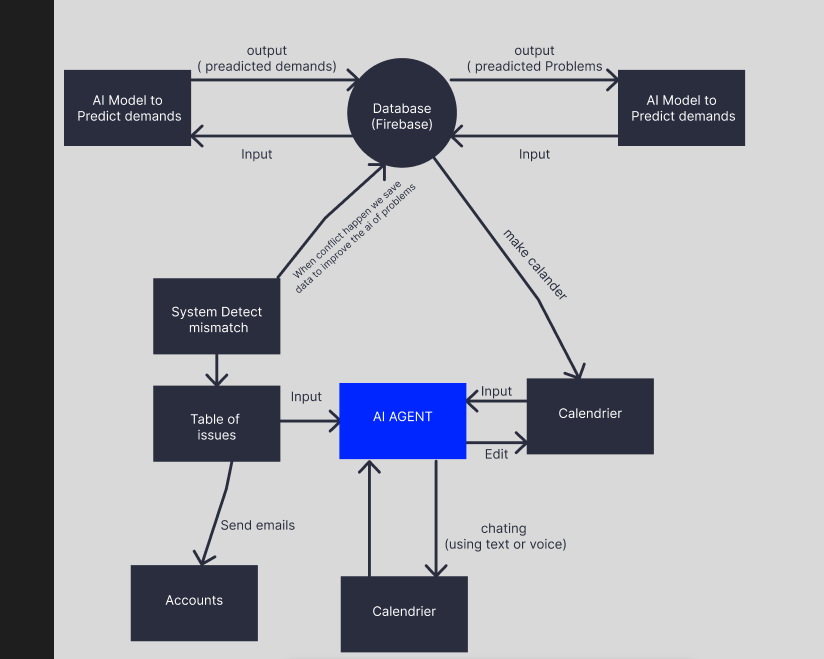 output
( preadicted demands)
output
( preadicted Problems
AI Model to
Predict demands
Database
(Firebase)
AI Model to
Predict demands
Input
Input
When conflict happen we save
data to improve the ai of problems
make calander
System Detect
mismatch
Table of
issues
Input
AI AGENT
Input
Edit
Calendrier
Send emails
chating
(using text or voice)
Accounts
Calendrier